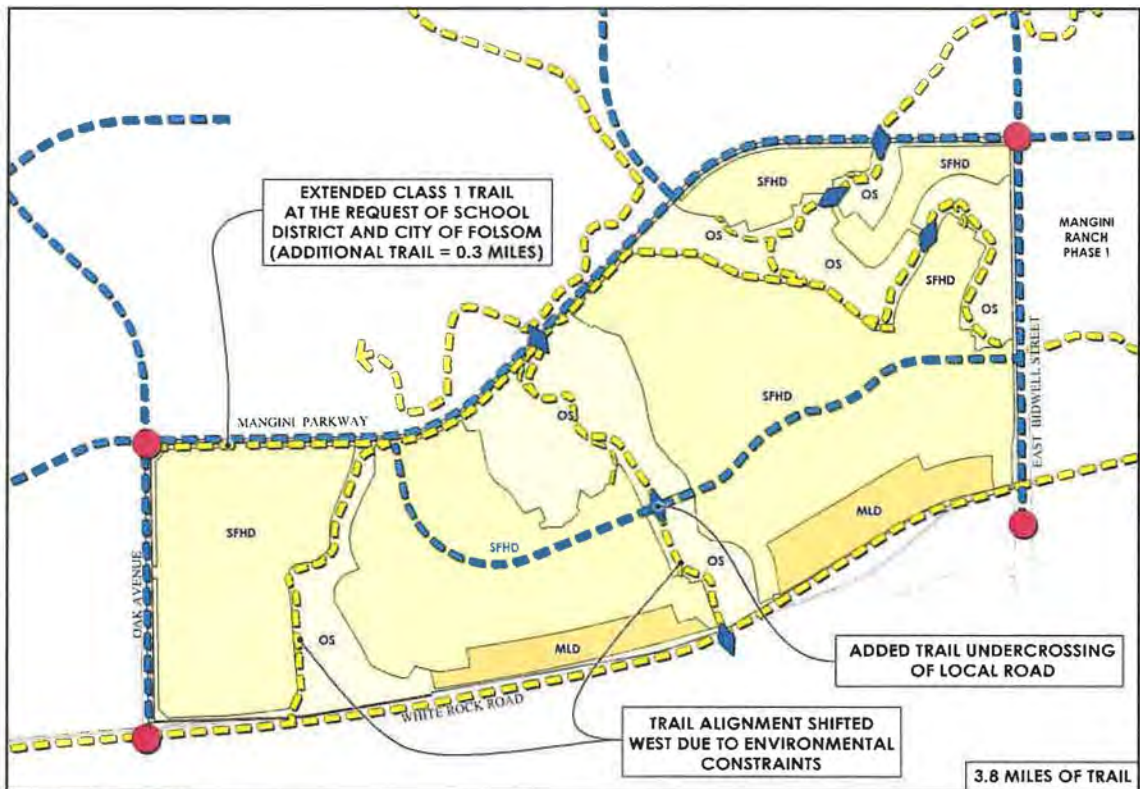 SFHD
OS
SFHD
EXTENDED CLASS 1 TRAIL
AT THE REQUEST OF SCHOOL
DISTRICT AND CITY OF FOLSOM
(ADDITIONAL TRAIL = 0.3 MILES)
OS
MANGINI
RANCH
PHASE 1
OS
SFHD
OS
EAST BIDWELL STREET
SFHD
OS
MANGINI PARKWAY
MLD
SFHD
SFHD
OS
OAK AVENUE
OS
MLD
ADDED TRAIL UNDERCROSSING
OF LOCAL ROAD
WHITE ROCK ROAD
TRAIL ALIGNMENT SHIFTED
WEST DUE TO ENVIRONMENTAL
CONSTRAINTS
3.8 MILES OF TRAIL